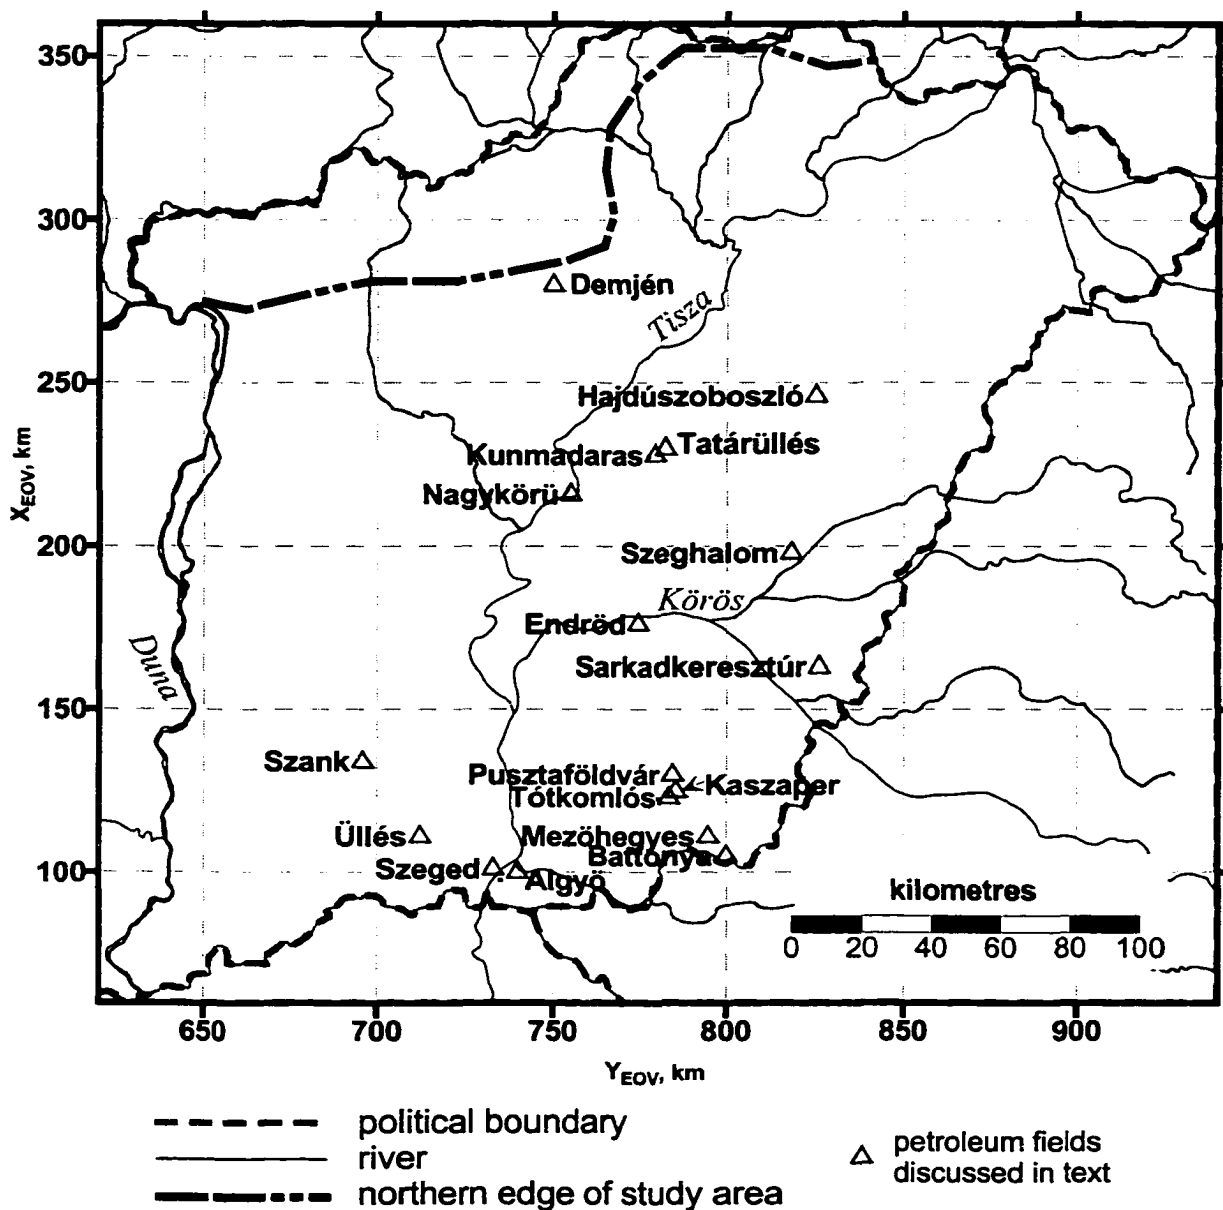 350
300
250
200
150
100
X_EOV, km
Demjén
Tisza
Hajdúszoboszló
Tatárüllés
Kunmadaras
Nagykörü
Szeghalom
Körös
Endröd
Sarkadkeresztúr
Duna
Szank
Pusztaföldvár
Kaszaper
Tótkomlós
Üllés
Mezöhegyes
Battonya
Szeged
Algyö
kilometres
0 20 40 60 80 100
650 700 750 800 850 900
Y_EOV, km
political boundary
river
northern edge of study area
petroleum fields
discussed in text